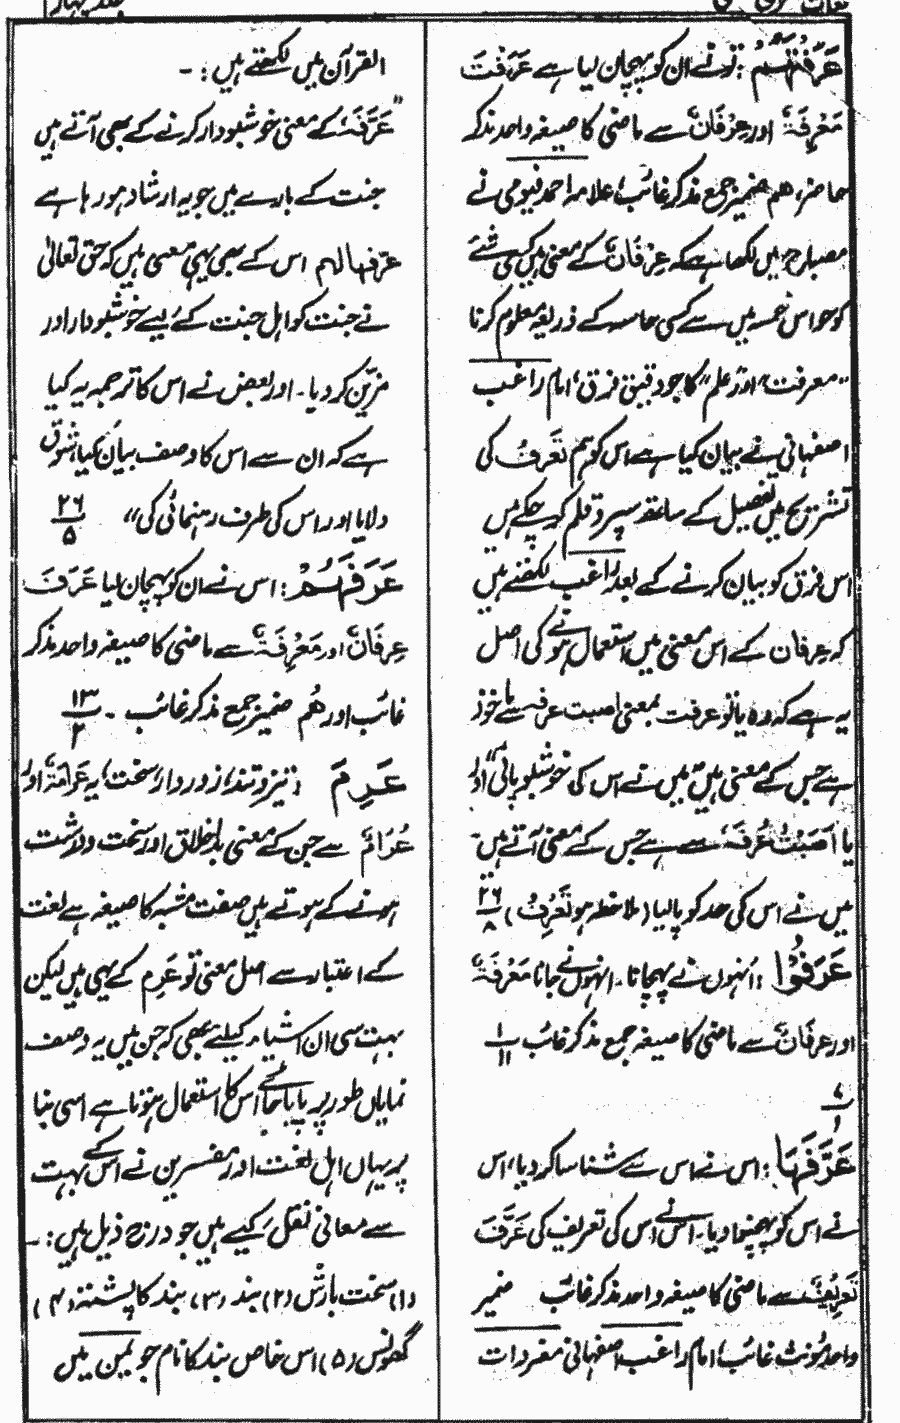 عَرَفْتَهُمْ : تو نے ان کو پہچان لیا ہے عَرَفْتَ
مَعْرِفَۃٌ اور عِرْفَانٌ سے ماضی کا صیغہ واحد مذکر
حاضر، ھم ضمیر جمع مذکر غائب، علامہ احمد فیومی نے
مصباح میں لکھا ہے کہ عِرْفَانٌ کے معنی ہیں کسی شئے
کو حواس خمسہ میں سے کسی حاسہ کے ذریعہ معلوم کرنا
"معرفت" اور "علم" کا جو دقیق فرق، امام راغب
اصفہانی نے بیان کیا ہے اس کو ہم تَعْرِفُ کی
تشریح میں تفصیل کے ساتھ سپرد قلم کر چکے ہیں
اس فرق کو بیان کرنے کے بعد راغب لکھتے ہیں
کہ عرفان کے اس معنی میں استعمال ہونے کی اصل
یہ ہے کہ وہ یا تو عرفت بمعنی اصبت عرفہ سے ماخوذ
ہے جس کے معنی ہیں میں نے اس کی خوشبو پائی" اور
یا اَصَبْتُ عُرْفَہٗ سے ہے جس کے معنی آتے ہیں
میں نے اس کی حد کو پا لیا (ملاحظہ ہو تَعْرِفُ) ۲۶/۸
عَرَفُوْا : انہوں نے پہچانا۔ انہوں نے جانا مَعْرِفَۃٌ
اور عِرفَانٌ سے ماضی کا صیغہ جمع مذکر غائب ۱/۱۱
۷/۱
عَرَّفَهَا : اس نے اس سے شناسا کر دیا، اس
نے اس کو پہچنوا دیا۔ اس نے اس کی تعریف کی عَرَّفَ
تَعْرِیْفٌ سے ماضی کا صیغہ واحد مذکر غائب ضمیر
واحد مؤنث غائب، امام راغب اصفہانی مفردات
القرآن میں لکھتے ہیں :۔
"عَرَّفَہٗ کے معنی خوشبودار کرنے کے بھی آتے ہیں
جنت کے بارے میں جو یہ ارشاد ہو رہا ہے
عرّفہا لہم اس کے بھی یہی معنی ہیں کہ حق تعالیٰ
نے جنت کو اہل جنت کے لیے خوشبودار اور
مزیّن کر دیا۔ اور بعض نے اس کا ترجمہ یہ کیا
ہے کہ ان سے اس کا وصف بیان کیا شوق
دلایا اور اس کی طرف رہنمائی کی" ۲۶/۵
عَرَفَهُمْ : اس نے ان کو پہچان لیا عَرَفَ
عِرفَانٌ اور مَعْرِفَۃٌ سے ماضی کا صیغہ واحد مذکر
غائب اور ھُم ضمیر جمع مذکر غائب ۔ ۱۳/۲
عَرِمَ : تیز و تند، زور دار، سخت، یہ عَرَامَۃٌ اور
عُرَامٌ سے جن کے معنی بد اخلاق اور سخت و درشت
ہونے کے ہوتے ہیں صفت مشبہ کا صیغہ ہے لغت
کے اعتبار سے اصل معنی تو عَرِم کے یہی ہیں لیکن
بہت سی ان اشیاء کیلئے بھی کہ جن میں یہ وصف
نمایاں طور پر پایا جائے اس کا استعمال ہوتا ہے اسی بنا
پر یہاں اہل لغت اور مفسرین نے اس کے بہت
سے معانی نقل کیے ہیں جو درج ذیل ہیں :۔
(۱) سخت بارش (۲) بند (۳) بند کا پشتہ (۴)
گھونس (۵) اس خاص بند کا نام جو یمن میں